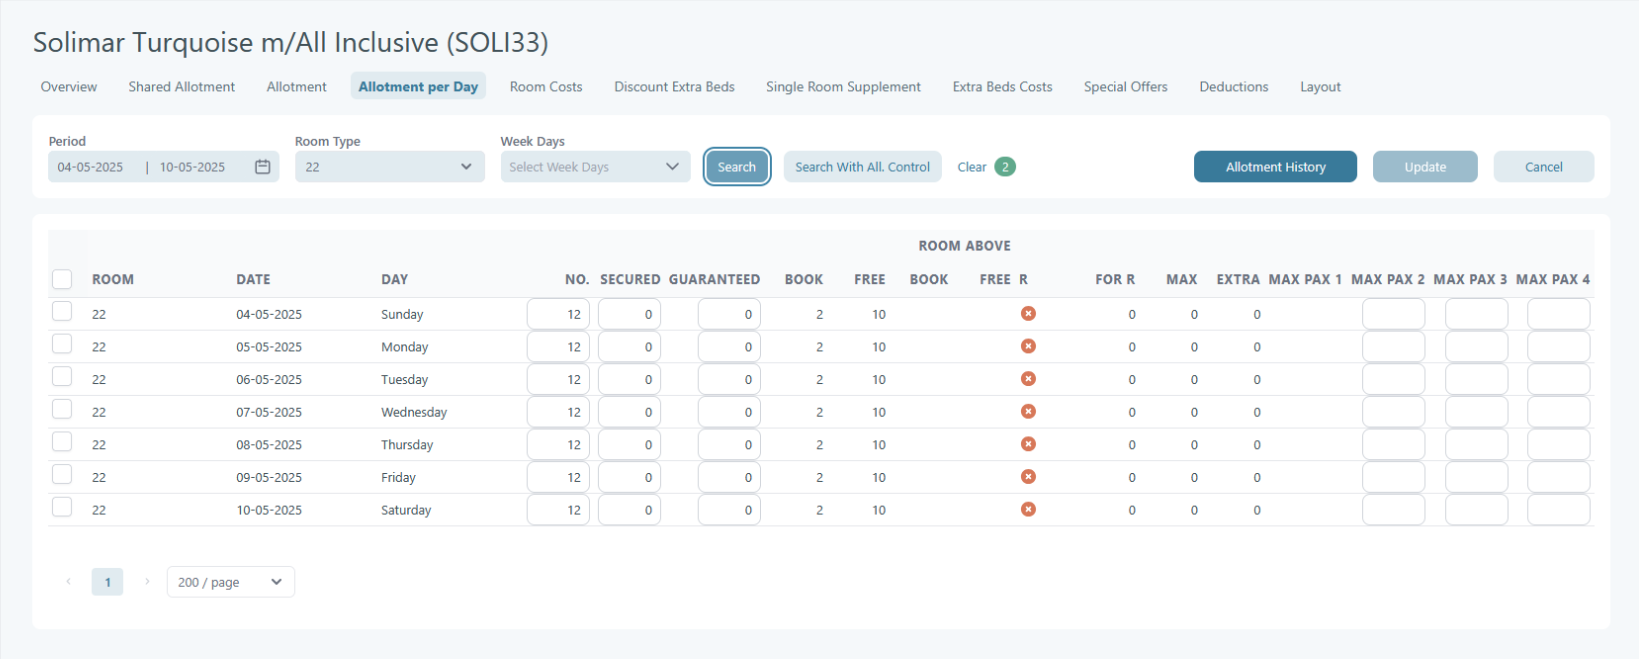 Solimar Turquoise m/All Inclusive (SOLI33)
Overview Shared Allotment Allotment Allotment per Day Room Costs Discount Extra Beds Single Room Supplement Extra Beds Costs Special Offers Deductions Layout
Period Room Type Week Days
04-05-2025 | 10-05-2025 22 Select Week Days Search Search With All. Control Clear 2 Allotment History Update Cancel
ROOM ABOVE
ROOM DATE DAY NO. SECURED GUARANTEED BOOK FREE BOOK FREE R FOR R MAX EXTRA MAX PAX 1 MAX PAX 2 MAX PAX 3 MAX PAX 4
22 04-05-2025 Sunday 12 0 0 2 10 0 0 0
22 05-05-2025 Monday 12 0 0 2 10 0 0 0
22 06-05-2025 Tuesday 12 0 0 2 10 0 0 0
22 07-05-2025 Wednesday 12 0 0 2 10 0 0 0
22 08-05-2025 Thursday 12 0 0 2 10 0 0 0
22 09-05-2025 Friday 12 0 0 2 10 0 0 0
22 10-05-2025 Saturday 12 0 0 2 10 0 0 0
1 200 / page